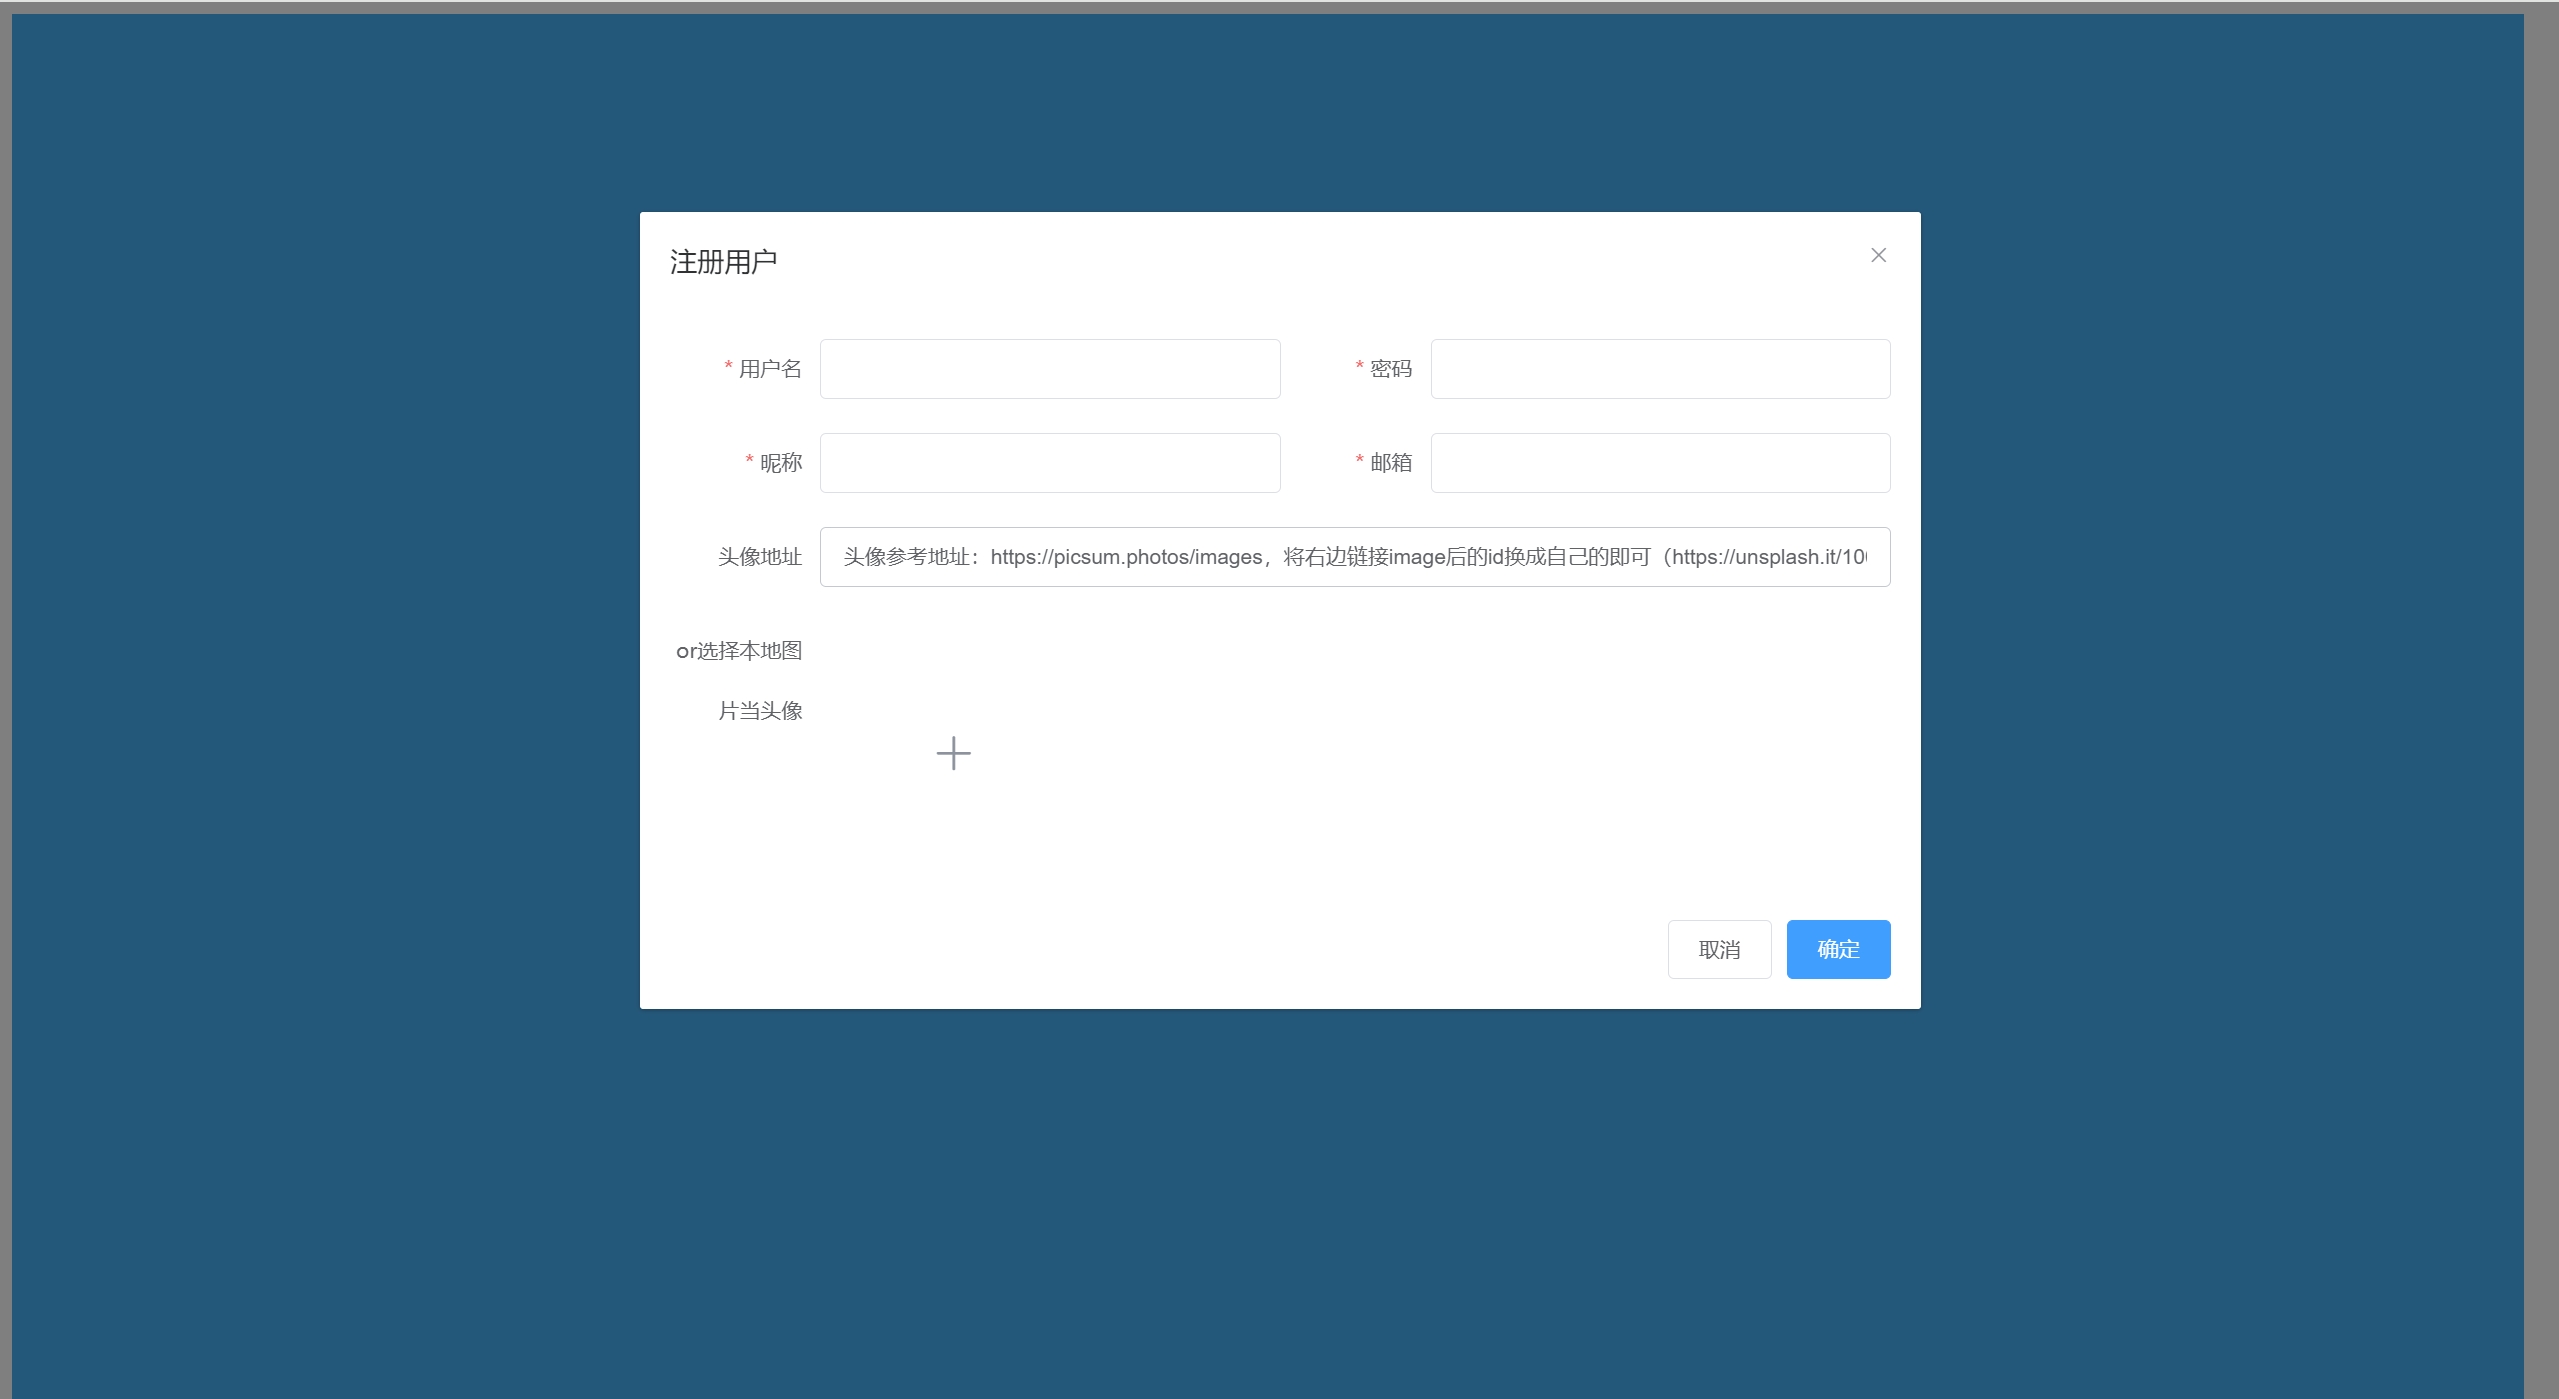 注册用户
* 用户名
* 密码
* 昵称
* 邮箱
头像地址
头像参考地址：https://picsum.photos/images，将右边链接image后的id换成自己的即可（https://unsplash.it/10
or选择本地图
片当头像
取消
确定